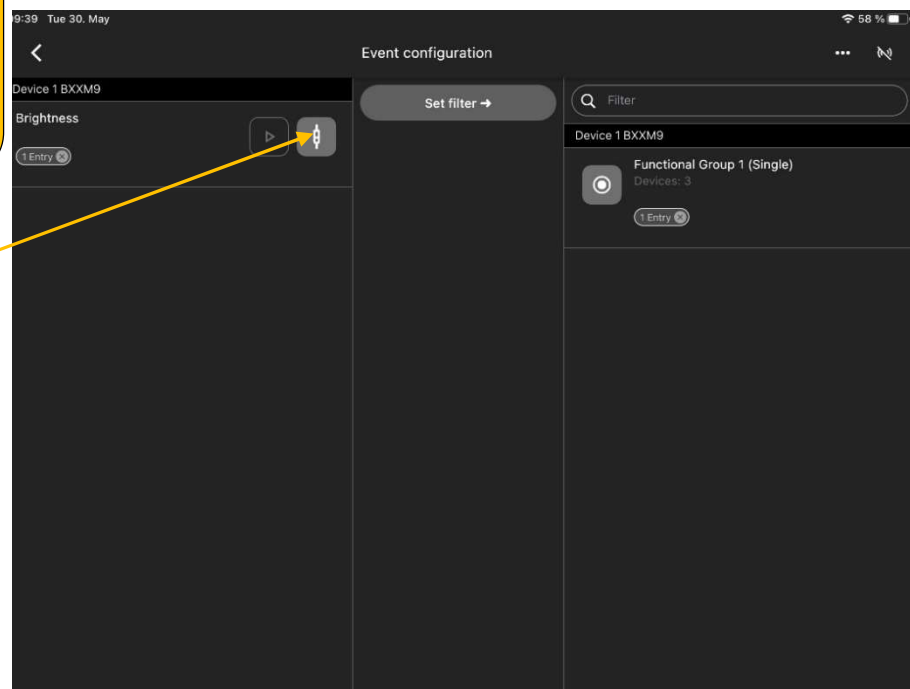 9:39 Tue 30. May
58 %
Event configuration
Device 1 BXXM9
Brightness
1 Entry
Set filter →
Filter
Device 1 BXXM9
Functional Group 1 (Single)
Devices: 3
1 Entry